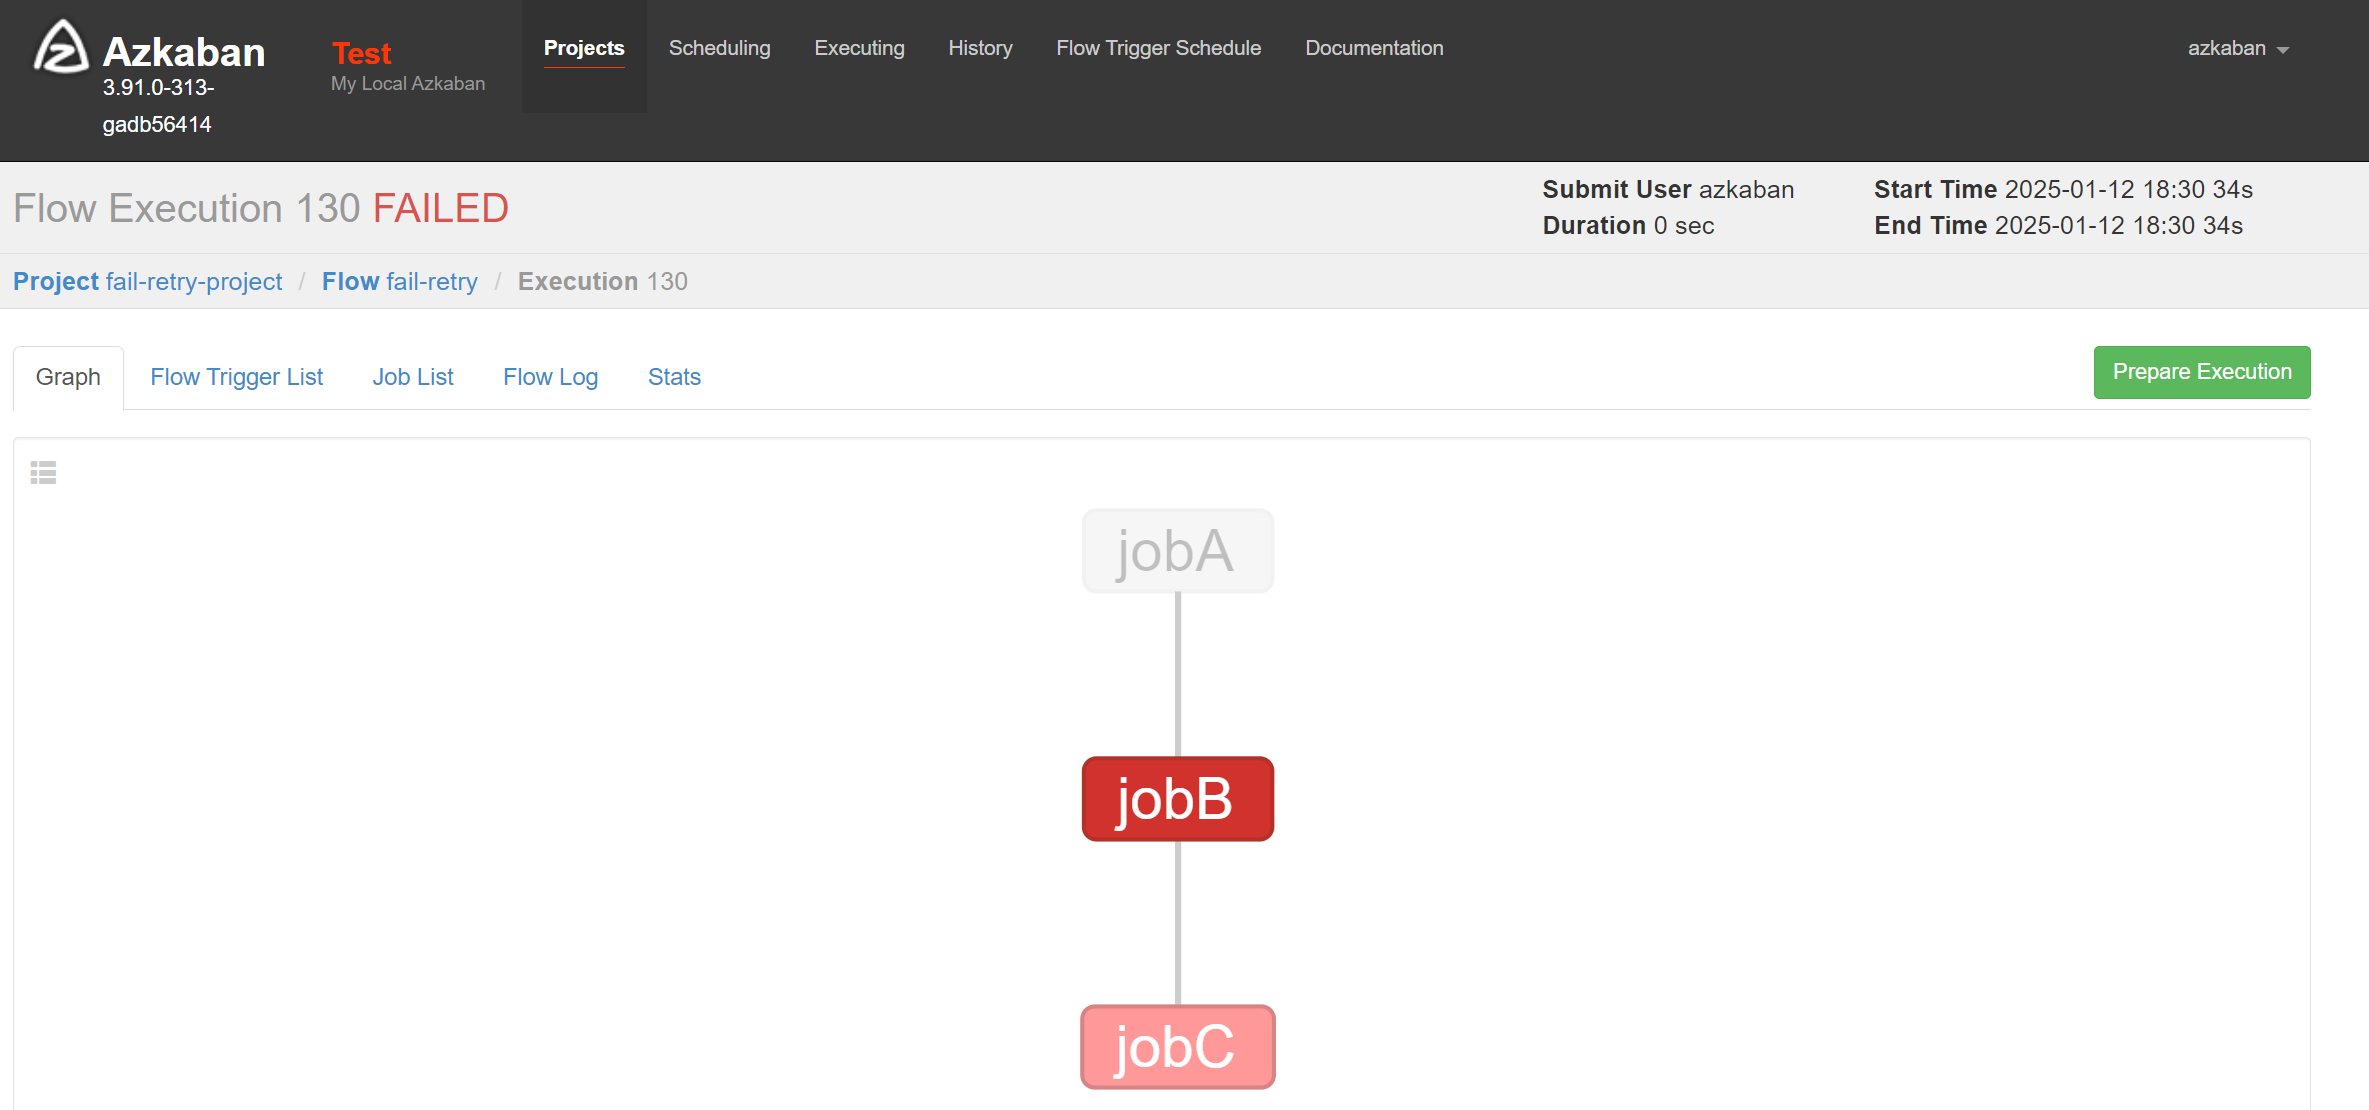 Azkaban
3.91.0-313-
gadb56414
Test
My Local Azkaban
Projects
Scheduling
Executing
History
Flow Trigger Schedule
Documentation
azkaban
Flow Execution 130 FAILED
Submit User azkaban
Duration 0 sec
Start Time 2025-01-12 18:30 34s
End Time 2025-01-12 18:30 34s
Project fail-retry-project / Flow fail-retry / Execution 130
Graph
Flow Trigger List
Job List
Flow Log
Stats
Prepare Execution
jobA
jobB
jobC